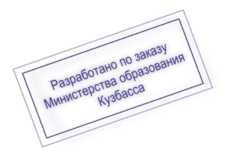 Разработано по заказу
Министерства образования
Кузбасса